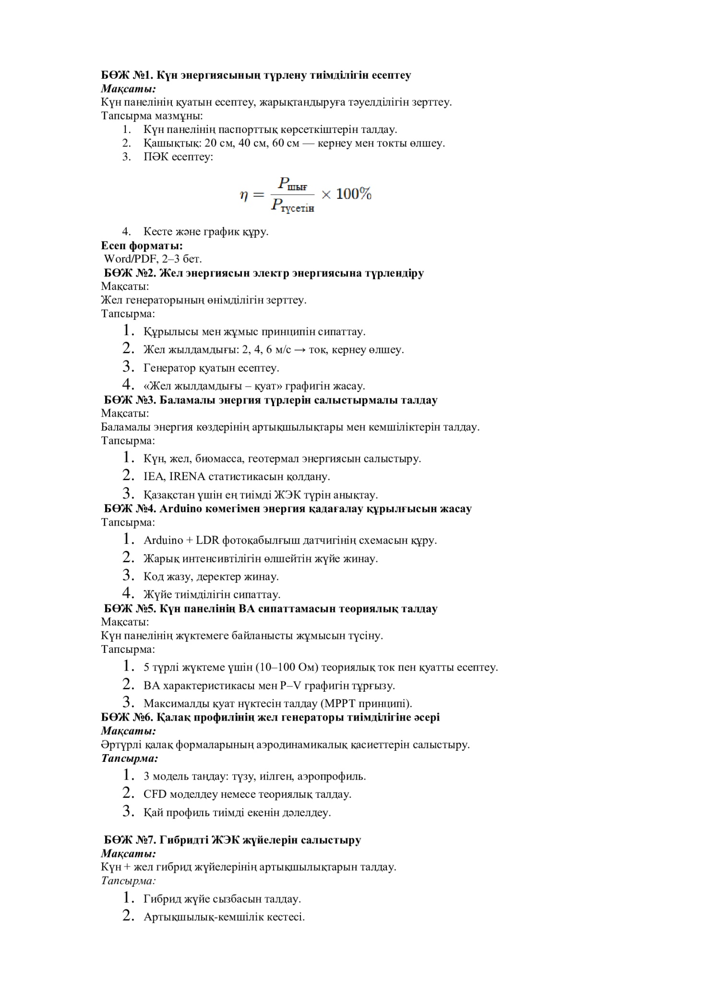 БӨЖ №1. Күн энергиясының түрлену тиімділігін есептеу
Мақсаты:
Күн панелінің қуатын есептеу, жарықтандыруға тәуелділігін зерттеу.
Тапсырма мазмұны:
1. Күн панелінің паспорттық көрсеткіштерін талдау.
2. Қашықтық: 20 см, 40 см, 60 см — кернеу мен токты өлшеу.
3. ПӘК есептеу:
η = Pшығ / Pтүсетін × 100%
4. Кесте және график құру.
Есеп форматы:
Word/PDF, 2–3 бет.
БӨЖ №2. Жел энергиясын электр энергиясына түрлендіру
Мақсаты:
Жел генераторының өнімділігін зерттеу.
Тапсырма:
1. Құрылысы мен жұмыс принципін сипаттау.
2. Жел жылдамдығы: 2, 4, 6 м/с → ток, кернеу өлшеу.
3. Генератор қуатын есептеу.
4. «Жел жылдамдығы – қуат» графигін жасау.
БӨЖ №3. Баламалы энергия түрлерін салыстырмалы талдау
Мақсаты:
Баламалы энергия көздерінің артықшылықтары мен кемшіліктерін талдау.
Тапсырма:
1. Күн, жел, биомасса, геотермал энергиясын салыстыру.
2. IEA, IRENA статистикасын қолдану.
3. Қазақстан үшін ең тиімді ЖЭК түрін анықтау.
БӨЖ №4. Arduino көмегімен энергия қадағалау құрылғысын жасау
Тапсырма:
1. Arduino + LDR фотоқабылғыш датчигінің схемасын құру.
2. Жарық интенсивтілігін өлшейтін жүйе жинау.
3. Код жазу, деректер жинау.
4. Жүйе тиімділігін сипаттау.
БӨЖ №5. Күн панелінің ВА сипаттамасын теориялық талдау
Мақсаты:
Күн панелінің жүктемеге байланысты жұмысын түсіну.
Тапсырма:
1. 5 түрлі жүктеме үшін (10–100 Ом) теориялық ток пен қуатты есептеу.
2. ВА характеристикасы мен P–V графигін тұрғызу.
3. Максималды қуат нүктесін талдау (MPPT принципі).
БӨЖ №6. Қалақ профилінің жел генераторы тиімділігіне әсері
Мақсаты:
Әртүрлі қалақ формаларының аэродинамикалық қасиеттерін салыстыру.
Тапсырма:
1. 3 модель таңдау: түзу, иілген, аэропрофиль.
2. CFD моделдеу немесе теориялық талдау.
3. Қай профиль тиімді екенін дәлелдеу.
БӨЖ №7. Гибридті ЖЭК жүйелерін салыстыру
Мақсаты:
Күн + жел гибрид жүйелерінің артықшылықтарын талдау.
Тапсырма:
1. Гибрид жүйе сызбасын талдау.
2. Артықшылық-кемшілік кестесі.